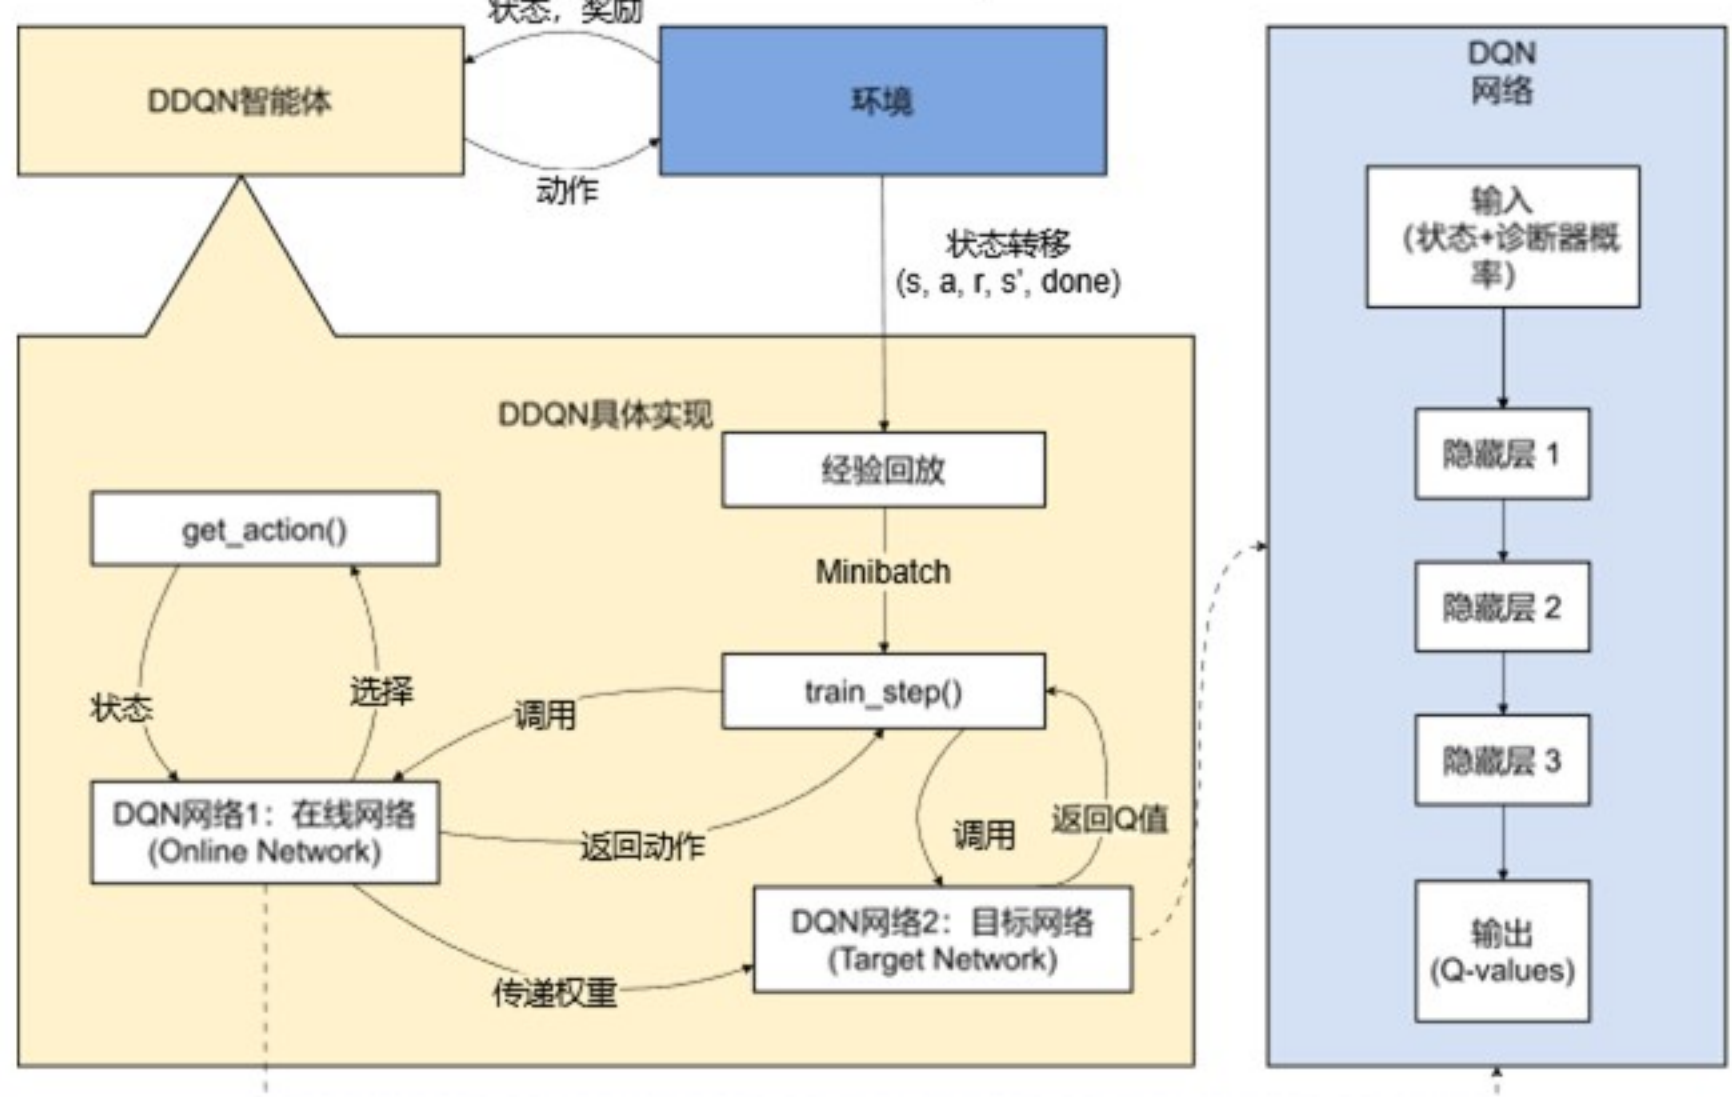 状态，奖励
DDQN智能体
环境
动作
状态转移
(s, a, r, s', done)
DDQN具体实现
经验回放
get_action()
Minibatch
状态
选择
调用
train_step()
DQN网络1：在线网络
(Online Network)
返回动作
调用
返回Q值
DQN网络2：目标网络
(Target Network)
传递权重
DQN
网络
输入
(状态+诊断器概
率)
隐藏层 1
隐藏层 2
隐藏层 3
输出
(Q-values)